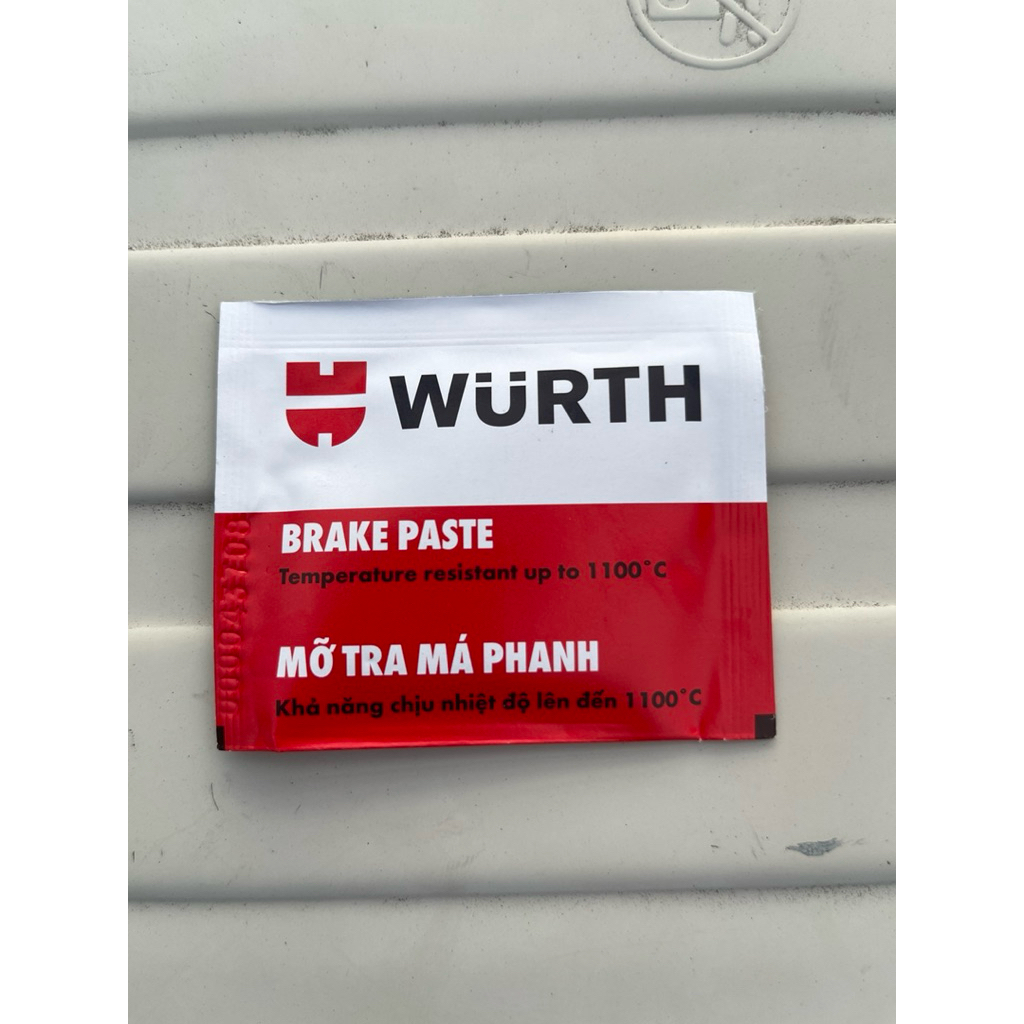 WÜRTH
BRAKE PASTE
Temperature resistant up to 1100°C
MỠ TRA MÁ PHANH
Khả năng chịu nhiệt độ lên đến 1100°C